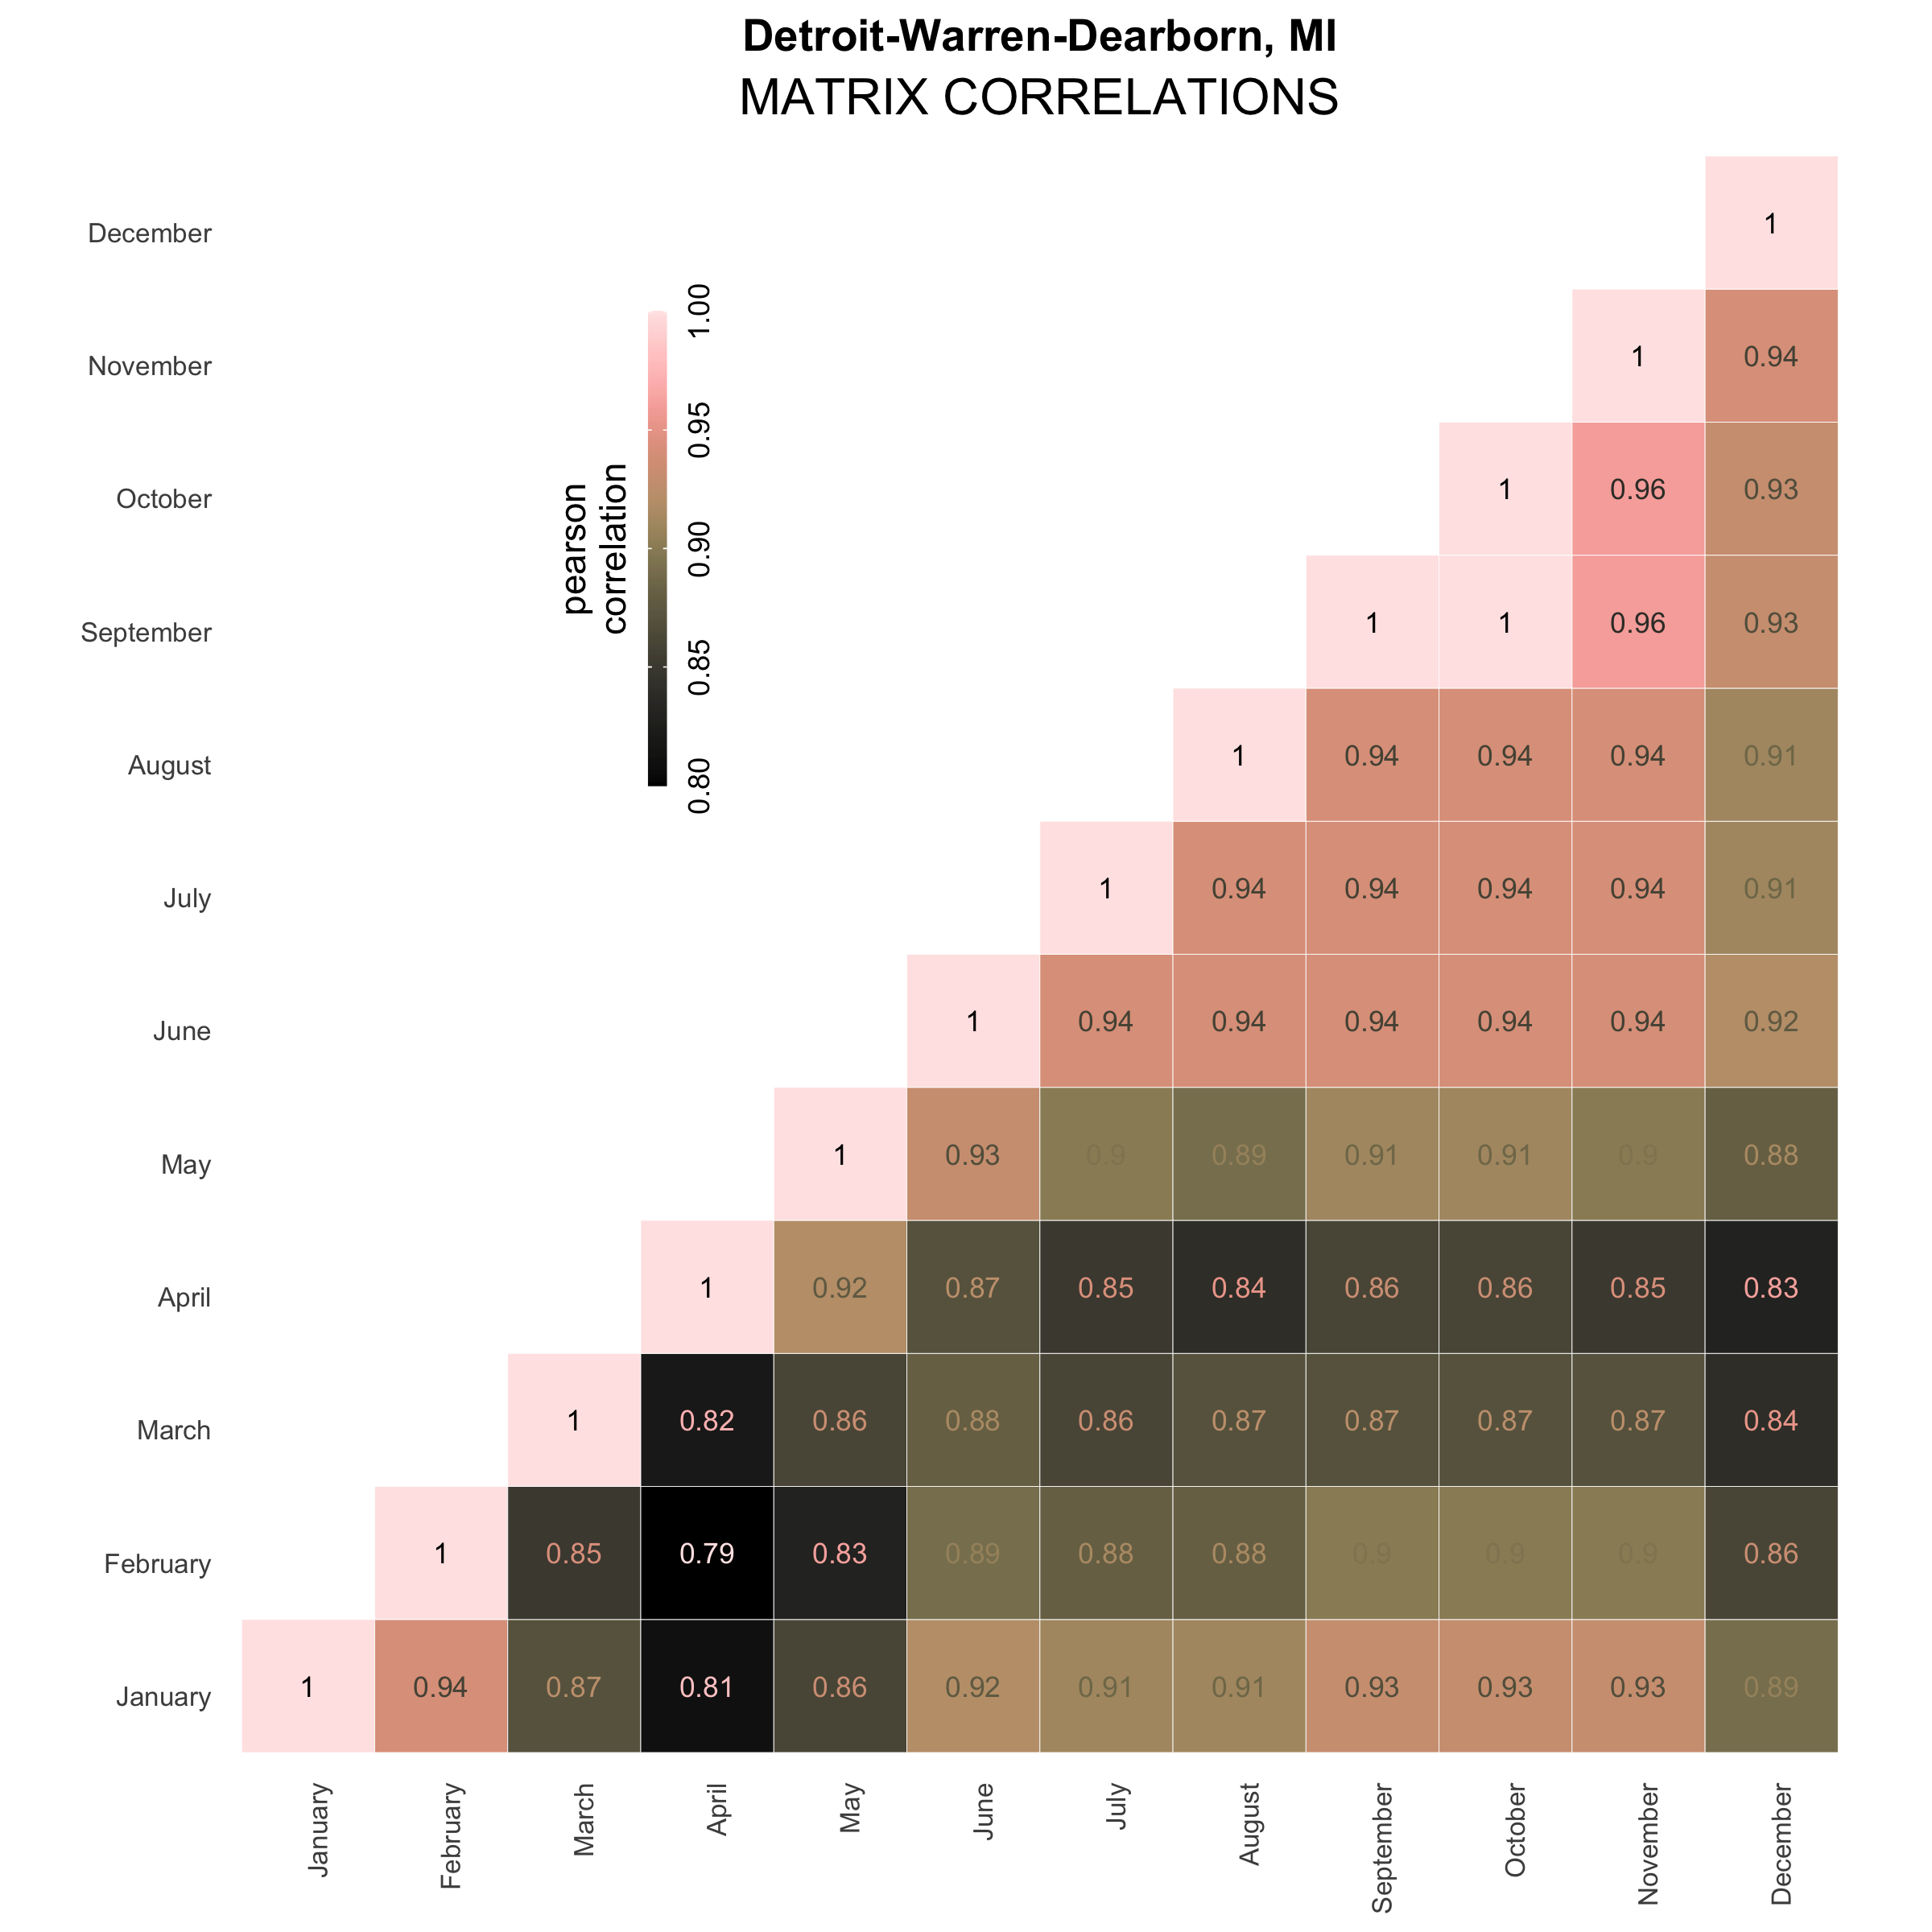 Detroit-Warren-Dearborn, MI
MATRIX CORRELATIONS
December 1
November 1 0.94
October 1 0.96 0.93
September 1 1 0.96 0.93
August 1 0.94 0.94 0.94 0.91
July 1 0.94 0.94 0.94 0.94 0.91
June 1 0.94 0.94 0.94 0.94 0.94 0.92
May 1 0.93 0.9 0.89 0.91 0.91 0.9 0.88
April 1 0.92 0.87 0.85 0.84 0.86 0.86 0.85 0.83
March 1 0.82 0.86 0.88 0.86 0.87 0.87 0.87 0.87 0.84
February 1 0.85 0.79 0.83 0.89 0.88 0.88 0.9 0.9 0.9 0.86
January 1 0.94 0.87 0.81 0.86 0.92 0.91 0.91 0.93 0.93 0.93 0.89
January February March April May June July August September October November December
pearson
correlation
0.80 0.85 0.90 0.95 1.00